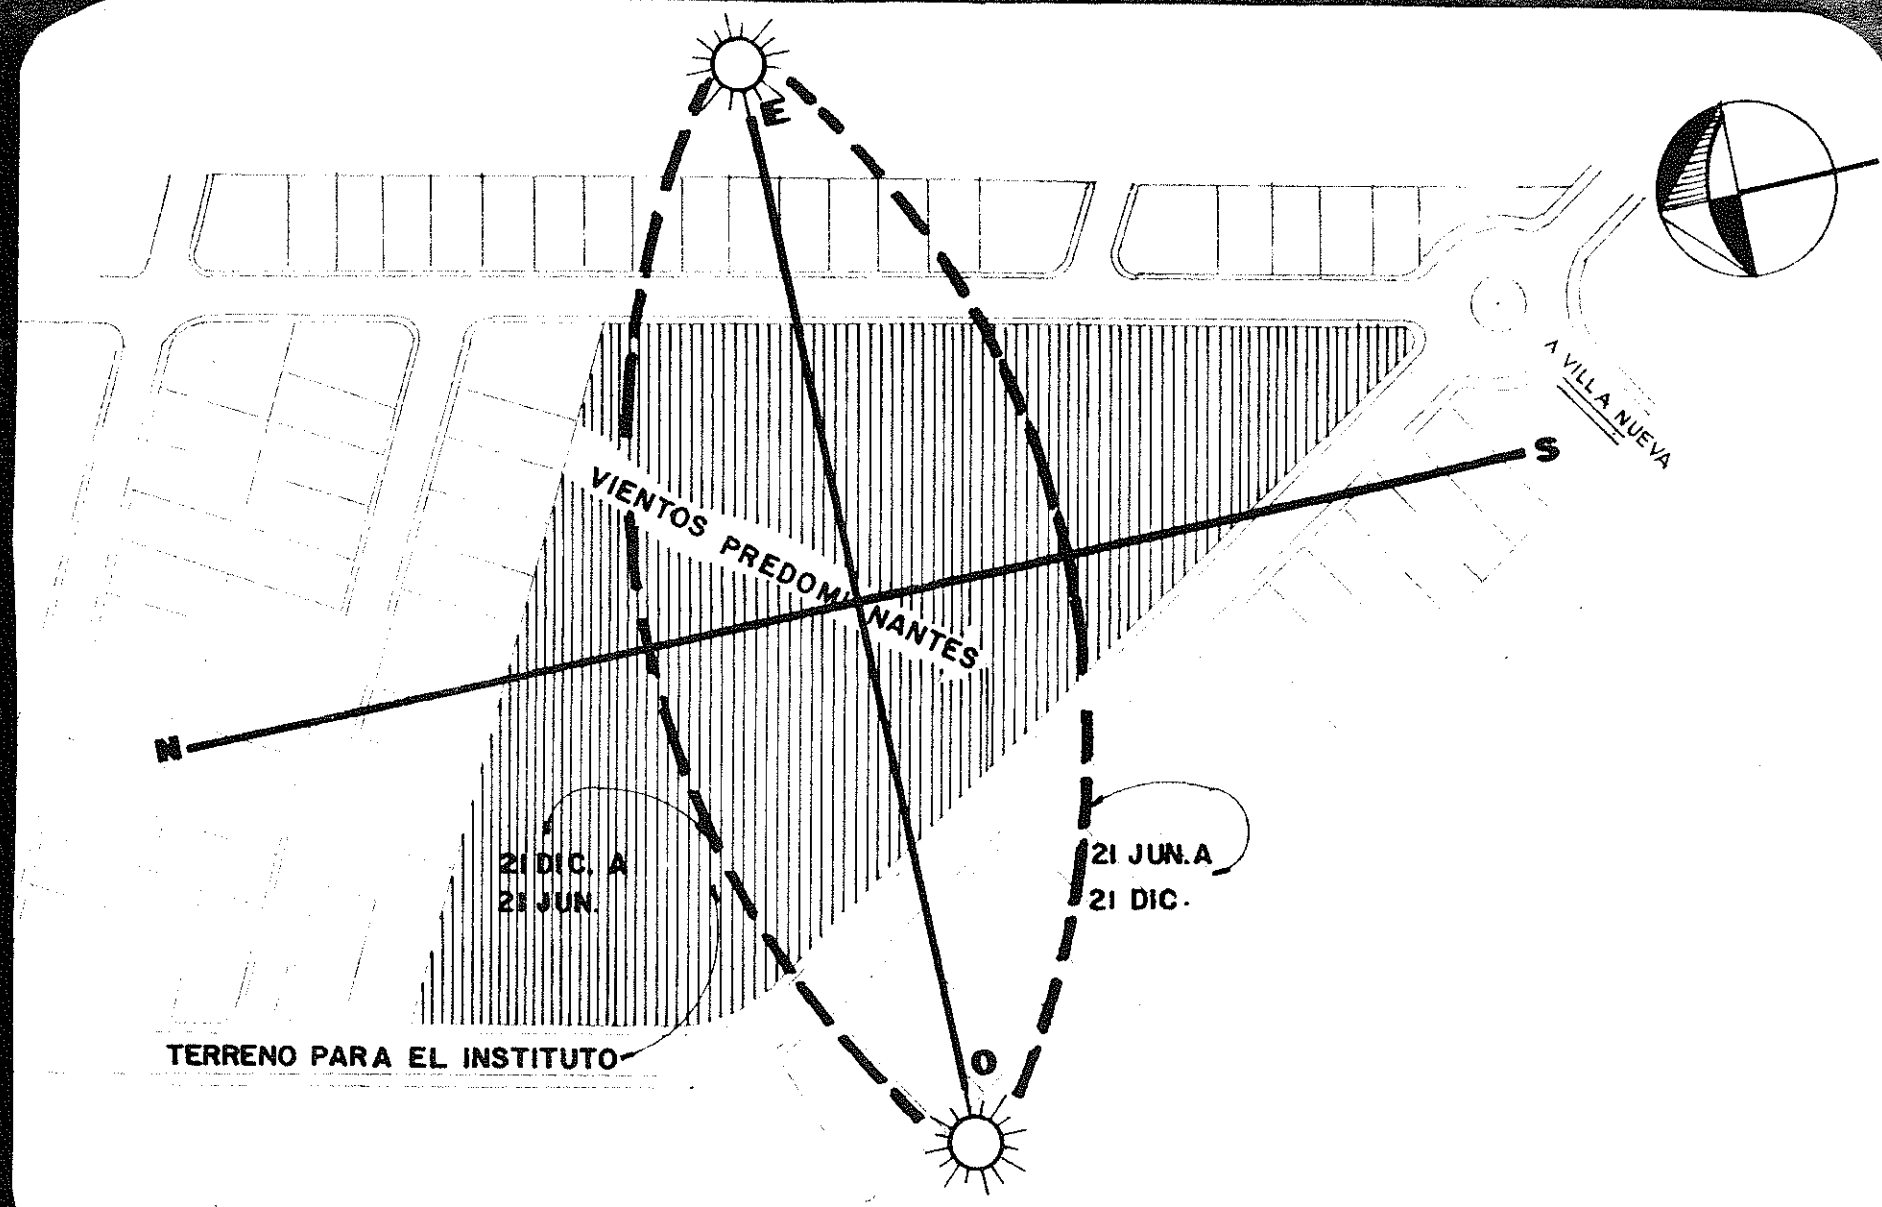 E
A VILLA NUEVA
S
VIENTOS PREDOMINANTES
N
21 DIC. A
21 JUN.
21 JUN. A
21 DIC.
TERRENO PARA EL INSTITUTO
O